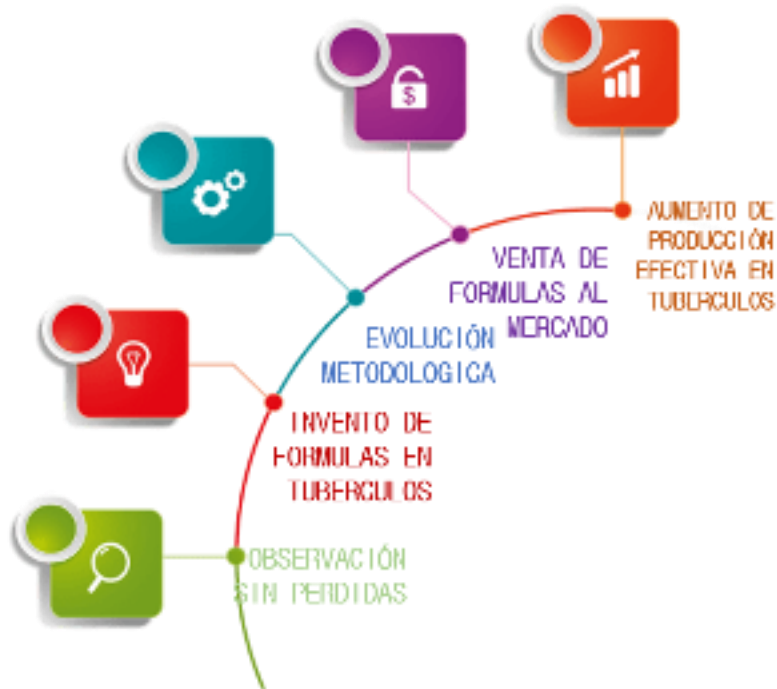 AUMENTO DE
PRODUCCIÓN
EFECTIVA EN
TUBERCULOS
VENTA DE
FORMULAS AL
MERCADO
EVOLUCIÓN
METODOLOGICA
INVENTO DE
FORMULAS EN
TUBERCULOS
OBSERVACIÓN
SIN PERDIDAS
$